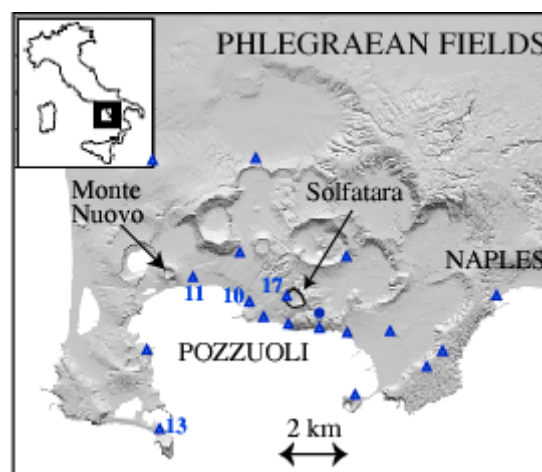 PHLEGRAEAN FIELDS
Monte
Nuovo
Solfatara
NAPLES
17
11
10
POZZUOLI
13
2 km